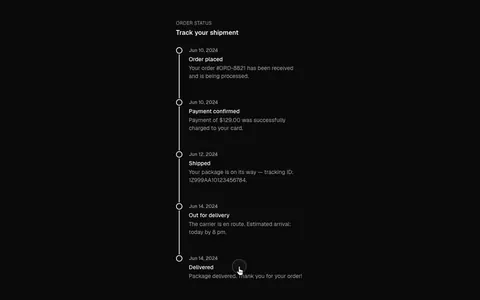 ORDER STATUS
Track your shipment
Jun 10, 2024
Order placed
Your order #ORD-8821 has been received
and is being processed.
Jun 10, 2024
Payment confirmed
Payment of $129.00 was successfully
charged to your card.
Jun 12, 2024
Shipped
Your package is on its way — tracking ID:
1Z999AA10123456784.
Jun 14, 2024
Out for delivery
The carrier is en route. Estimated arrival:
today by 8 pm.
Jun 14, 2024
Delivered
Package delivered. Thank you for your order!